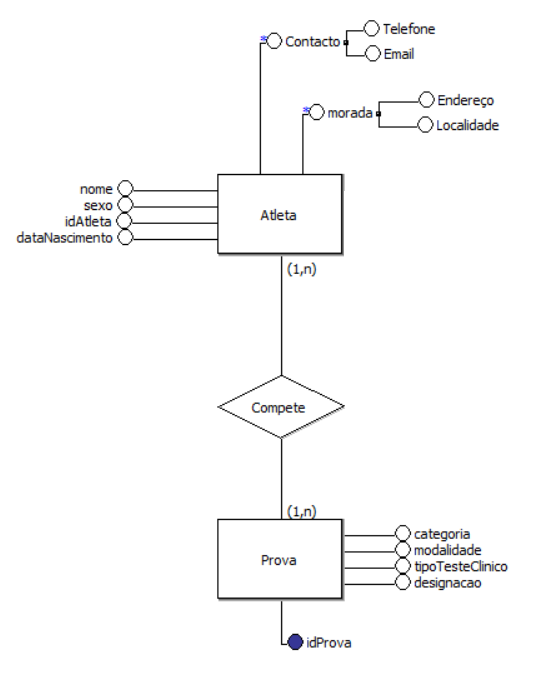 Telefone
* Contacto
Email
Endereço
* morada
Localidade
nome
sexo
idAtleta
dataNascimento
Atleta
(1,n)
Compete
(1,n)
Prova
categoria
modalidade
tipoTesteClinico
designacao
idProva